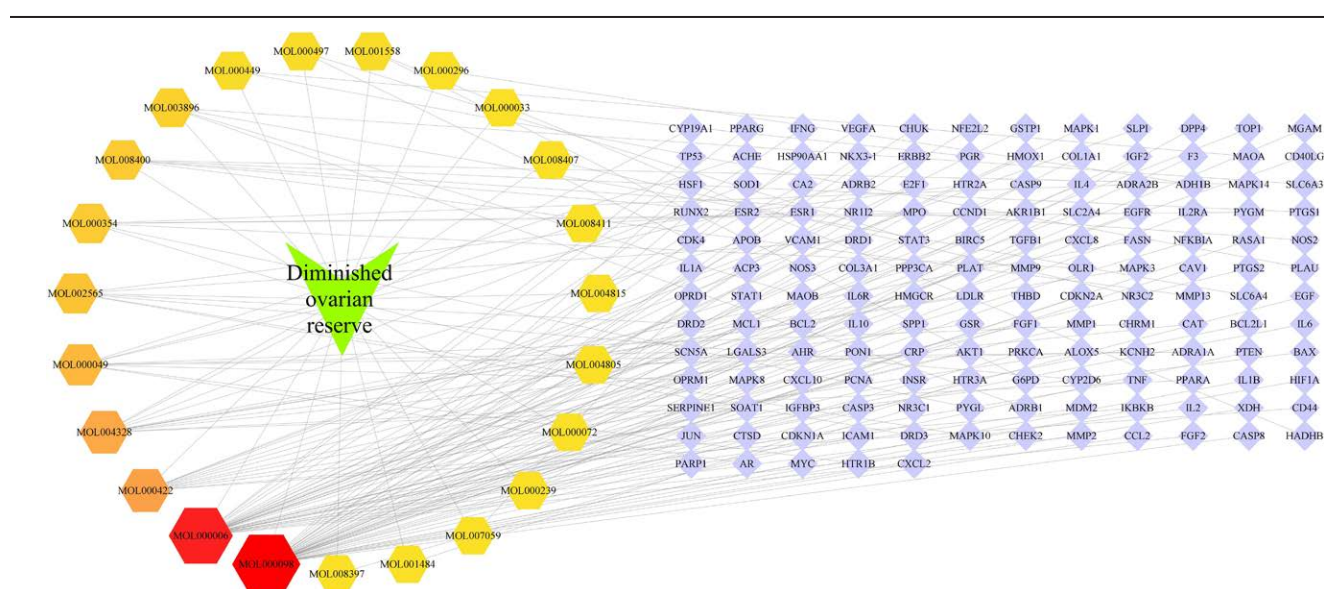 MOL000497
MOL001558
MOL000449
MOL000296
MOL003896
MOL000033
MOL008400
MOL008407
MOL000354
MOL008411
MOL002565
MOL004815
MOL000049
MOL004805
MOL004328
MOL000072
MOL000422
MOL000239
MOL000006
MOL007059
MOL000098
MOL001484
MOL008397
Diminished
ovarian
reserve
CYP19A1 PPARG IFNG VEGFA CHUK NFE2L2 GSTP1 MAPK1 SLPI DPP4 TOP1 MGAM
TP53 ACHE HSP90AA1 NKX3-1 ERBB2 PGR HMOX1 COL1A1 IGF2 F3 MAOA CD40LG
HSF1 SOD1 CA2 ADRB2 E2F1 HTR2A CASP9 IL4 ADRA2B ADH1B MAPK14 SLC6A3
RUNX2 ESR2 ESR1 NR1I2 MPO CCND1 AKR1B1 SLC2A4 EGFR IL2RA PYGM PTGS1
CDK4 APOB VCAM1 DRD1 STAT3 BIRC5 TGFB1 CXCL8 FASN NFKBIA RASA1 NOS2
IL1A ACP3 NOS3 COL3A1 PPP3CA PLAT MMP9 OLR1 MAPK3 CAV1 PTGS2 PLAU
OPRD1 STAT1 MAOB IL6R HMGCR LDLR THBD CDKN2A NR3C2 MMP13 SLC6A4 EGF
DRD2 MCL1 BCL2 IL10 SPP1 GSR FGF1 MMP1 CHRM1 CAT BCL2L1 IL6
SCN5A LGALS3 AHR PON1 CRP AKT1 PRKCA ALOX5 KCNH2 ADRA1A PTEN BAX
OPRM1 MAPK8 CXCL10 PCNA INSR HTR3A G6PD CYP2D6 TNF PPARA IL1B HIF1A
SERPINE1 SOAT1 IGFBP3 CASP3 NR3C1 PYGL ADRB1 MDM2 IKBKB IL2 XDH CD44
JUN CTSD CDKN1A ICAM1 DRD3 MAPK10 CHEK2 MMP2 CCL2 FGF2 CASP8 HADHB
PARP1 AR MYC HTR1B CXCL2